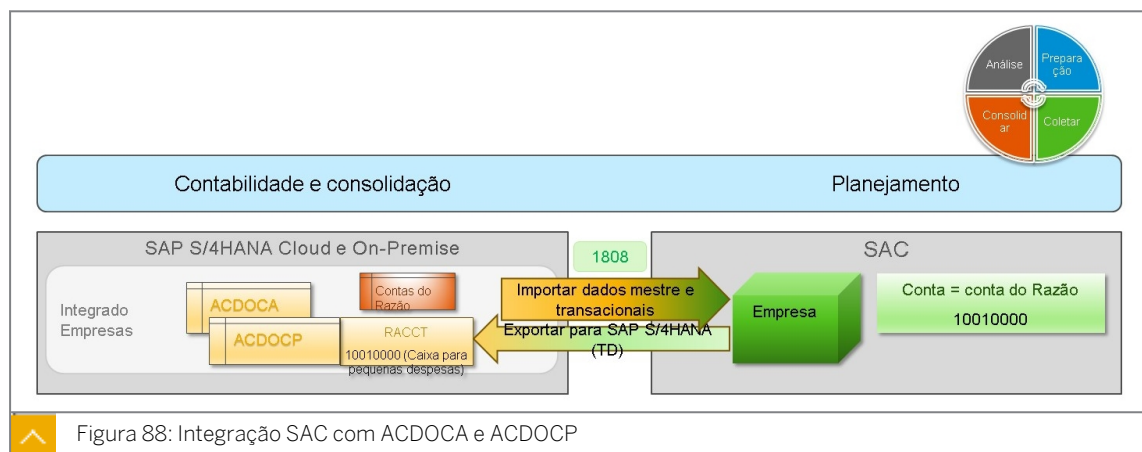 Análise
Prepara
ção
Consolid
ar
Coletar
Contabilidade e consolidação
Planejamento
SAP S/4HANA Cloud e On-Premise
1808
SAC
Integrado
Empresas
ACDOCA
ACDOCP
Contas do
Razão
RACCT
10010000 (Caixa para
pequenas despesas)
Importar dados mestre e
transacionais
Exportar para SAP S/4HANA
(TD)
Empresa
Conta = conta do Razão
10010000
Figura 88: Integração SAC com ACDOCA e ACDOCP